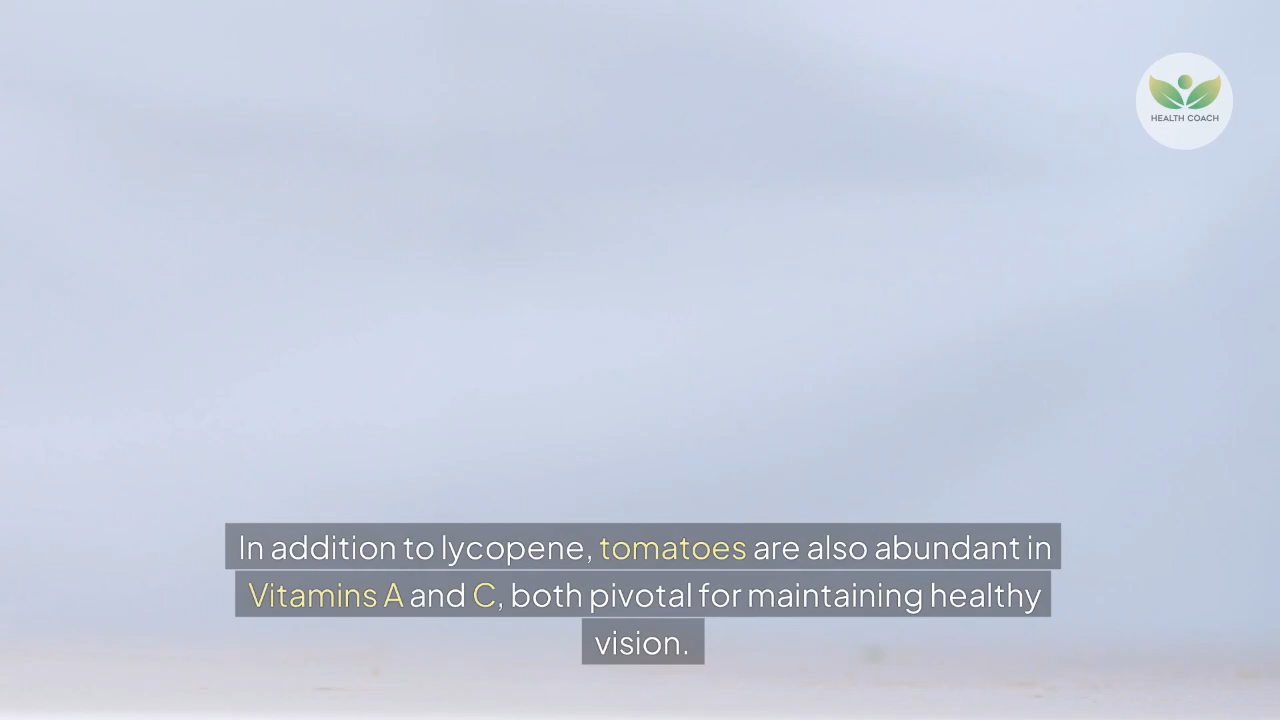 HEALTH COACH
In addition to lycopene, tomatoes are also abundant in
Vitamins A and C, both pivotal for maintaining healthy
vision.